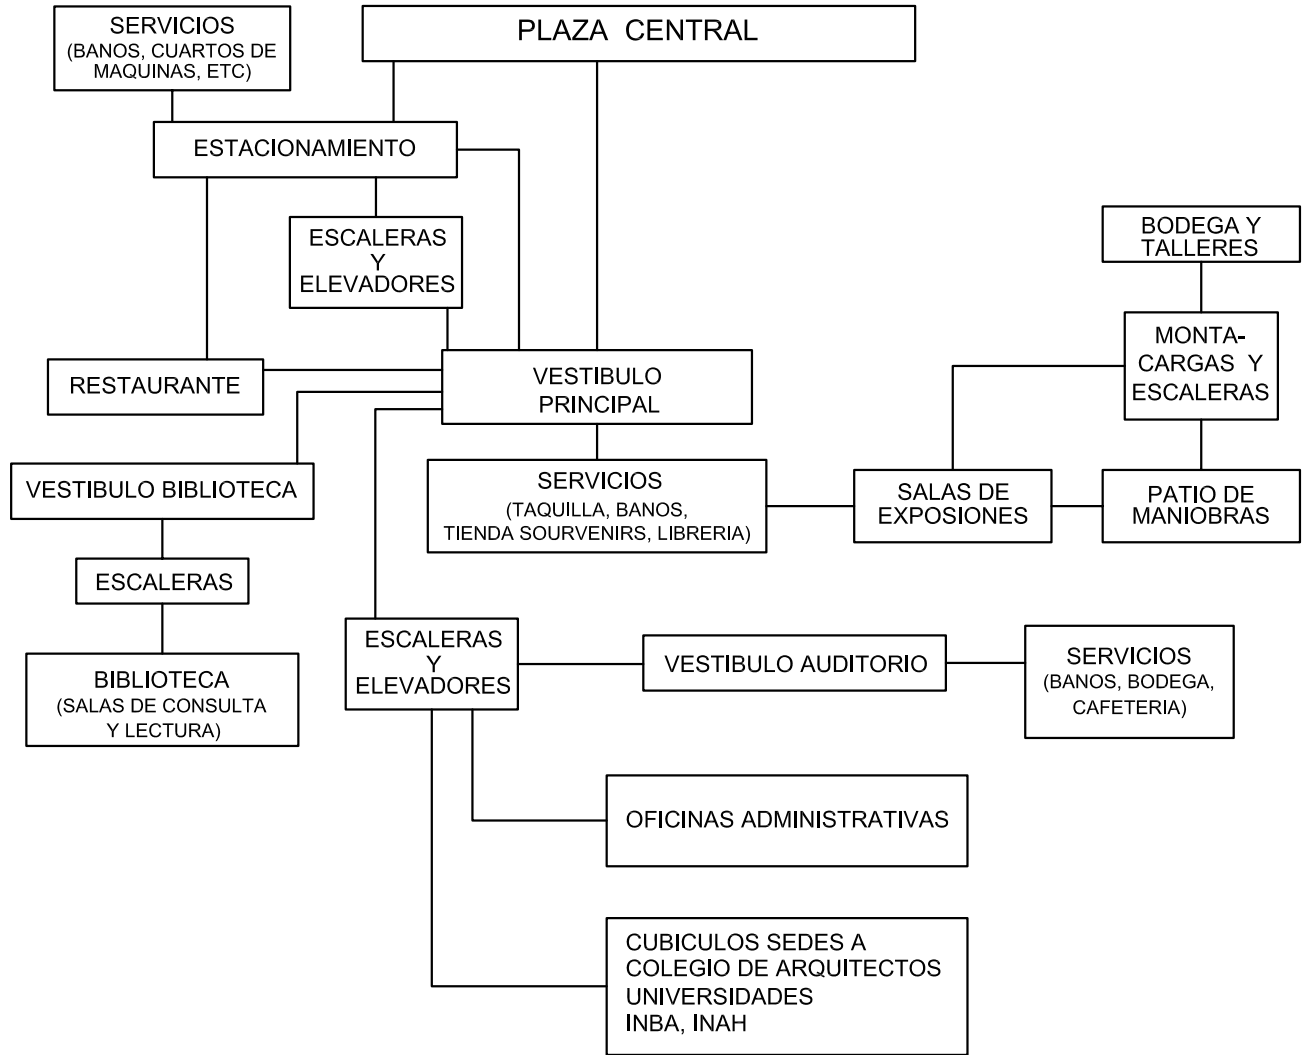 SERVICIOS
(BANOS, CUARTOS DE
MAQUINAS, ETC)
PLAZA CENTRAL
ESTACIONAMIENTO
ESCALERAS
Y
ELEVADORES
BODEGA Y
TALLERES
MONTA-
CARGAS Y
ESCALERAS
RESTAURANTE
VESTIBULO
PRINCIPAL
VESTIBULO BIBLIOTECA
SERVICIOS
(TAQUILLA, BANOS,
TIENDA SOURVENIRS, LIBRERIA)
SALAS DE
EXPOSIONES
PATIO DE
MANIOBRAS
ESCALERAS
BIBLIOTECA
(SALAS DE CONSULTA
Y LECTURA)
ESCALERAS
Y
ELEVADORES
VESTIBULO AUDITORIO
SERVICIOS
(BANOS, BODEGA,
CAFETERIA)
OFICINAS ADMINISTRATIVAS
CUBICULOS SEDES A
COLEGIO DE ARQUITECTOS
UNIVERSIDADES
INBA, INAH